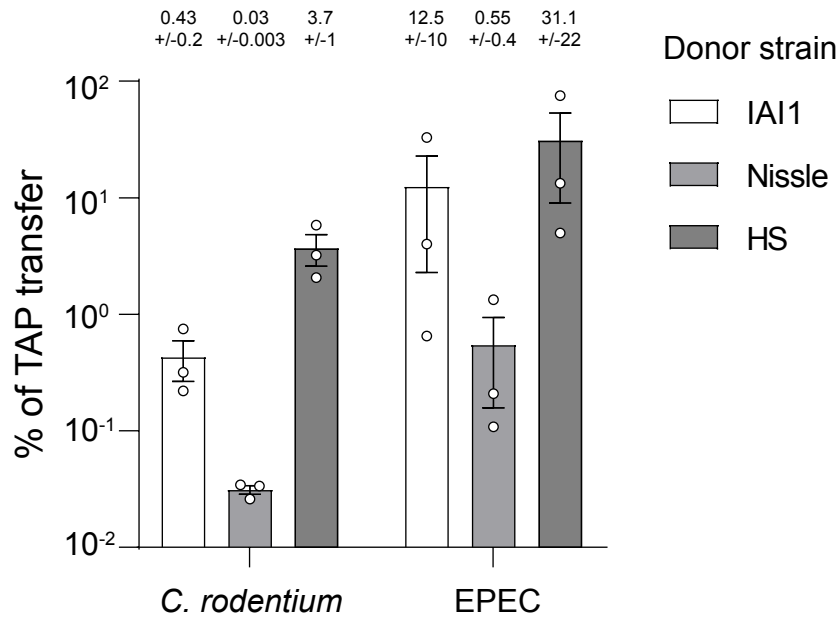 0.43 0.03 3.7 12.5 0.55 31.1
+/-0.2 +/-0.003 +/-1 +/-10 +/-0.4 +/-22
Donor strain
IAI1
Nissle
HS
% of TAP transfer
10²
10¹
10⁰
10⁻¹
10⁻²
C. rodentium EPEC